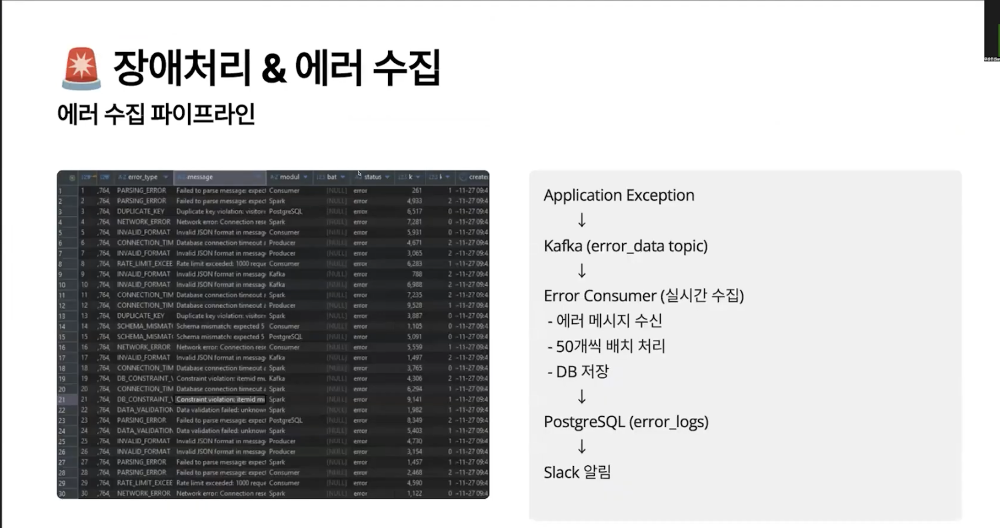 🚨 장애처리 & 에러 수집
에러 수집 파이프라인
error_type message modul bat status k created
1 1 ,764, PARSING_ERROR Failed to parse message: expect Consumer [NULL] error 261 1 -11-27 09:4
2 2 ,764, PARSING_ERROR Failed to parse message: expect Spark [NULL] error 4,933 2 -11-27 09:4
3 3 ,764, DUPLICATE_KEY Duplicate key violation: visitor PostgreSQL [NULL] error 6,517 0 -11-27 09:4
4 4 ,764, NETWORK_ERROR Network error: Connection rese Spark [NULL] error 7,281 0 -11-27 09:4
5 5 ,764, INVALID_FORMAT Invalid JSON format in messag Consumer [NULL] error 5,931 0 -11-27 09:4
6 6 ,764, CONNECTION_TIM Database connection timeout a Producer [NULL] error 4,671 2 -11-27 09:4
7 7 ,764, INVALID_FORMAT Invalid JSON format in messag Producer [NULL] error 3,065 2 -11-27 09:4
8 8 ,764, RATE_LIMIT_EXCEE Rate limit exceeded: 1000 reque Consumer [NULL] error 6,283 1 -11-27 09:4
9 9 ,764, INVALID_FORMAT Invalid JSON format in messag Kafka [NULL] error 788 2 -11-27 09:4
10 10 ,764, INVALID_FORMAT Invalid JSON format in messag Kafka [NULL] error 6,988 2 -11-27 09:4
11 11 ,764, CONNECTION_TIM Database connection timeout a Spark [NULL] error 7,235 2 -11-27 09:4
12 12 ,764, CONNECTION_TIM Database connection timeout a Producer [NULL] error 9,528 1 -11-27 09:4
13 13 ,764, DUPLICATE_KEY Duplicate key violation: visitor Spark [NULL] error 3,887 0 -11-27 09:4
14 14 ,764, SCHEMA_MISMAT Schema mismatch: expected 5 Consumer [NULL] error 1,105 0 -11-27 09:4
15 15 ,764, SCHEMA_MISMAT Schema mismatch: expected 5 PostgreSQL [NULL] error 5,091 0 -11-27 09:4
16 16 ,764, NETWORK_ERROR Network error: Connection rese Consumer [NULL] error 5,559 1 -11-27 09:4
17 17 ,764, INVALID_FORMAT Invalid JSON format in messag Kafka [NULL] error 1,497 2 -11-27 09:4
18 18 ,764, CONNECTION_TIM Database connection timeout a Spark [NULL] error 3,765 0 -11-27 09:4
19 19 ,764, DB_CONSTRAINT_V Constraint violation: itemid mu Kafka [NULL] error 4,306 2 -11-27 09:4
20 20 ,764, CONNECTION_TIM Database connection timeout a Spark [NULL] error 6,294 1 -11-27 09:4
21 21 ,764, DB_CONSTRAINT_V Constraint violation: itemid mu Spark [NULL] error 9,141 1 -11-27 09:4
22 22 ,764, DATA_VALIDATION Data validation failed: unknow Spark [NULL] error 1,982 1 -11-27 09:4
23 23 ,764, PARSING_ERROR Failed to parse message: expect PostgreSQL [NULL] error 8,349 2 -11-27 09:4
24 24 ,764, DATA_VALIDATION Data validation failed: unknow Spark [NULL] error 5,403 1 -11-27 09:4
25 25 ,764, INVALID_FORMAT Invalid JSON format in messag Producer [NULL] error 4,730 1 -11-27 09:4
26 26 ,764, INVALID_FORMAT Invalid JSON format in messag Producer [NULL] error 3,154 0 -11-27 09:4
27 27 ,764, PARSING_ERROR Failed to parse message: expect Spark [NULL] error 1,457 1 -11-27 09:4
28 28 ,764, PARSING_ERROR Failed to parse message: expect Consumer [NULL] error 2,468 2 -11-27 09:4
29 29 ,764, RATE_LIMIT_EXCEE Rate limit exceeded: 1000 reque Consumer [NULL] error 4,590 1 -11-27 09:4
30 30 ,764, NETWORK_ERROR Network error: Connection rese Spark [NULL] error 1,122 0 -11-27 09:4
Application Exception
↓
Kafka (error_data topic)
↓
Error Consumer (실시간 수집)
- 에러 메시지 수신
- 50개씩 배치 처리
- DB 저장
↓
PostgreSQL (error_logs)
↓
Slack 알림